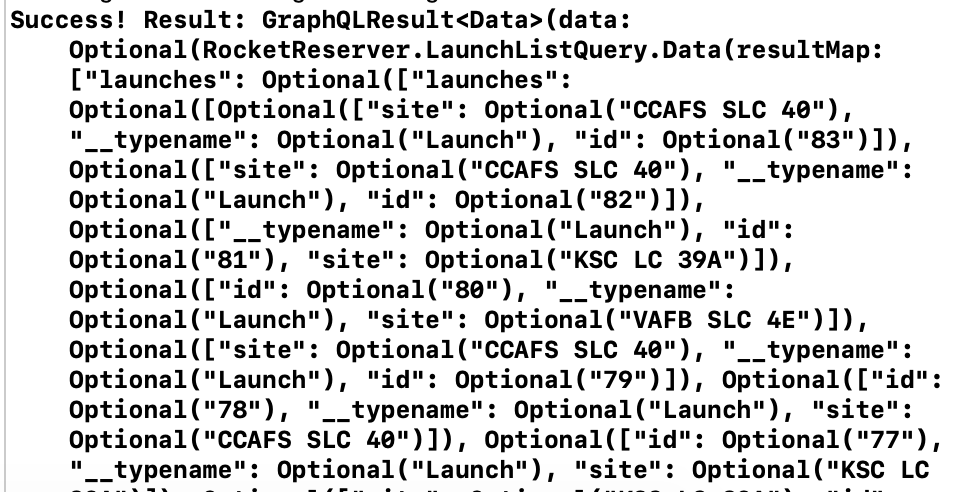 Success! Result: GraphQLResult<Data>(data:
Optional(RocketReserver.LaunchListQuery.Data(resultMap:
["launches": Optional(["launches":
Optional([Optional(["site": Optional("CCAFS SLC 40"),
"__typename": Optional("Launch"), "id": Optional("83")]),
Optional(["site": Optional("CCAFS SLC 40"), "__typename":
Optional("Launch"), "id": Optional("82")]),
Optional(["__typename": Optional("Launch"), "id":
Optional("81"), "site": Optional("KSC LC 39A")]),
Optional(["id": Optional("80"), "__typename":
Optional("Launch"), "site": Optional("VAFB SLC 4E")]),
Optional(["site": Optional("CCAFS SLC 40"), "__typename":
Optional("Launch"), "id": Optional("79")]), Optional(["id":
Optional("78"), "__typename": Optional("Launch"), "site":
Optional("CCAFS SLC 40")]), Optional(["id": Optional("77"),
"__typename": Optional("Launch"), "site": Optional("KSC LC